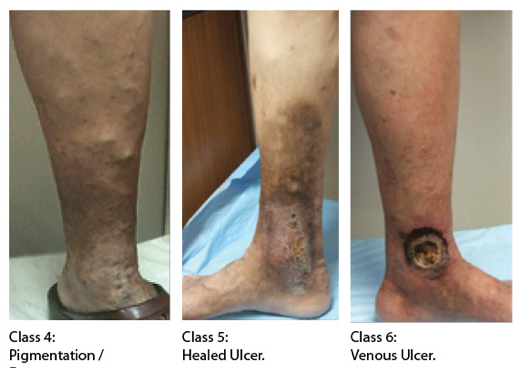 Class 4:
Pigmentation /
Class 5:
Healed Ulcer.
Class 6:
Venous Ulcer.